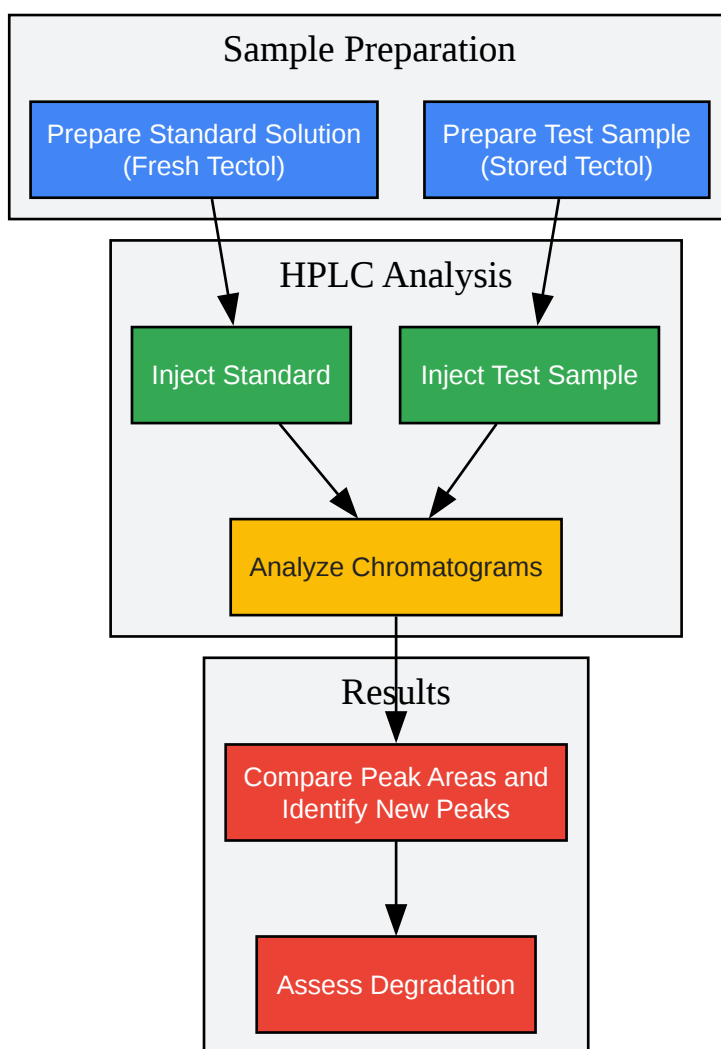 Sample Preparation
Prepare Standard Solution
(Fresh Tectol)
Prepare Test Sample
(Stored Tectol)
HPLC Analysis
Inject Standard
Inject Test Sample
Analyze Chromatograms
Results
Compare Peak Areas and
Identify New Peaks
Assess Degradation